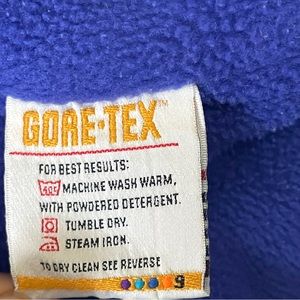 GORE-TEX™
FOR BEST RESULTS:
MACHINE WASH WARM,
WITH POWDERED DETERGENT.
TUMBLE DRY.
STEAM IRON.
TO DRY CLEAN SEE REVERSE
9